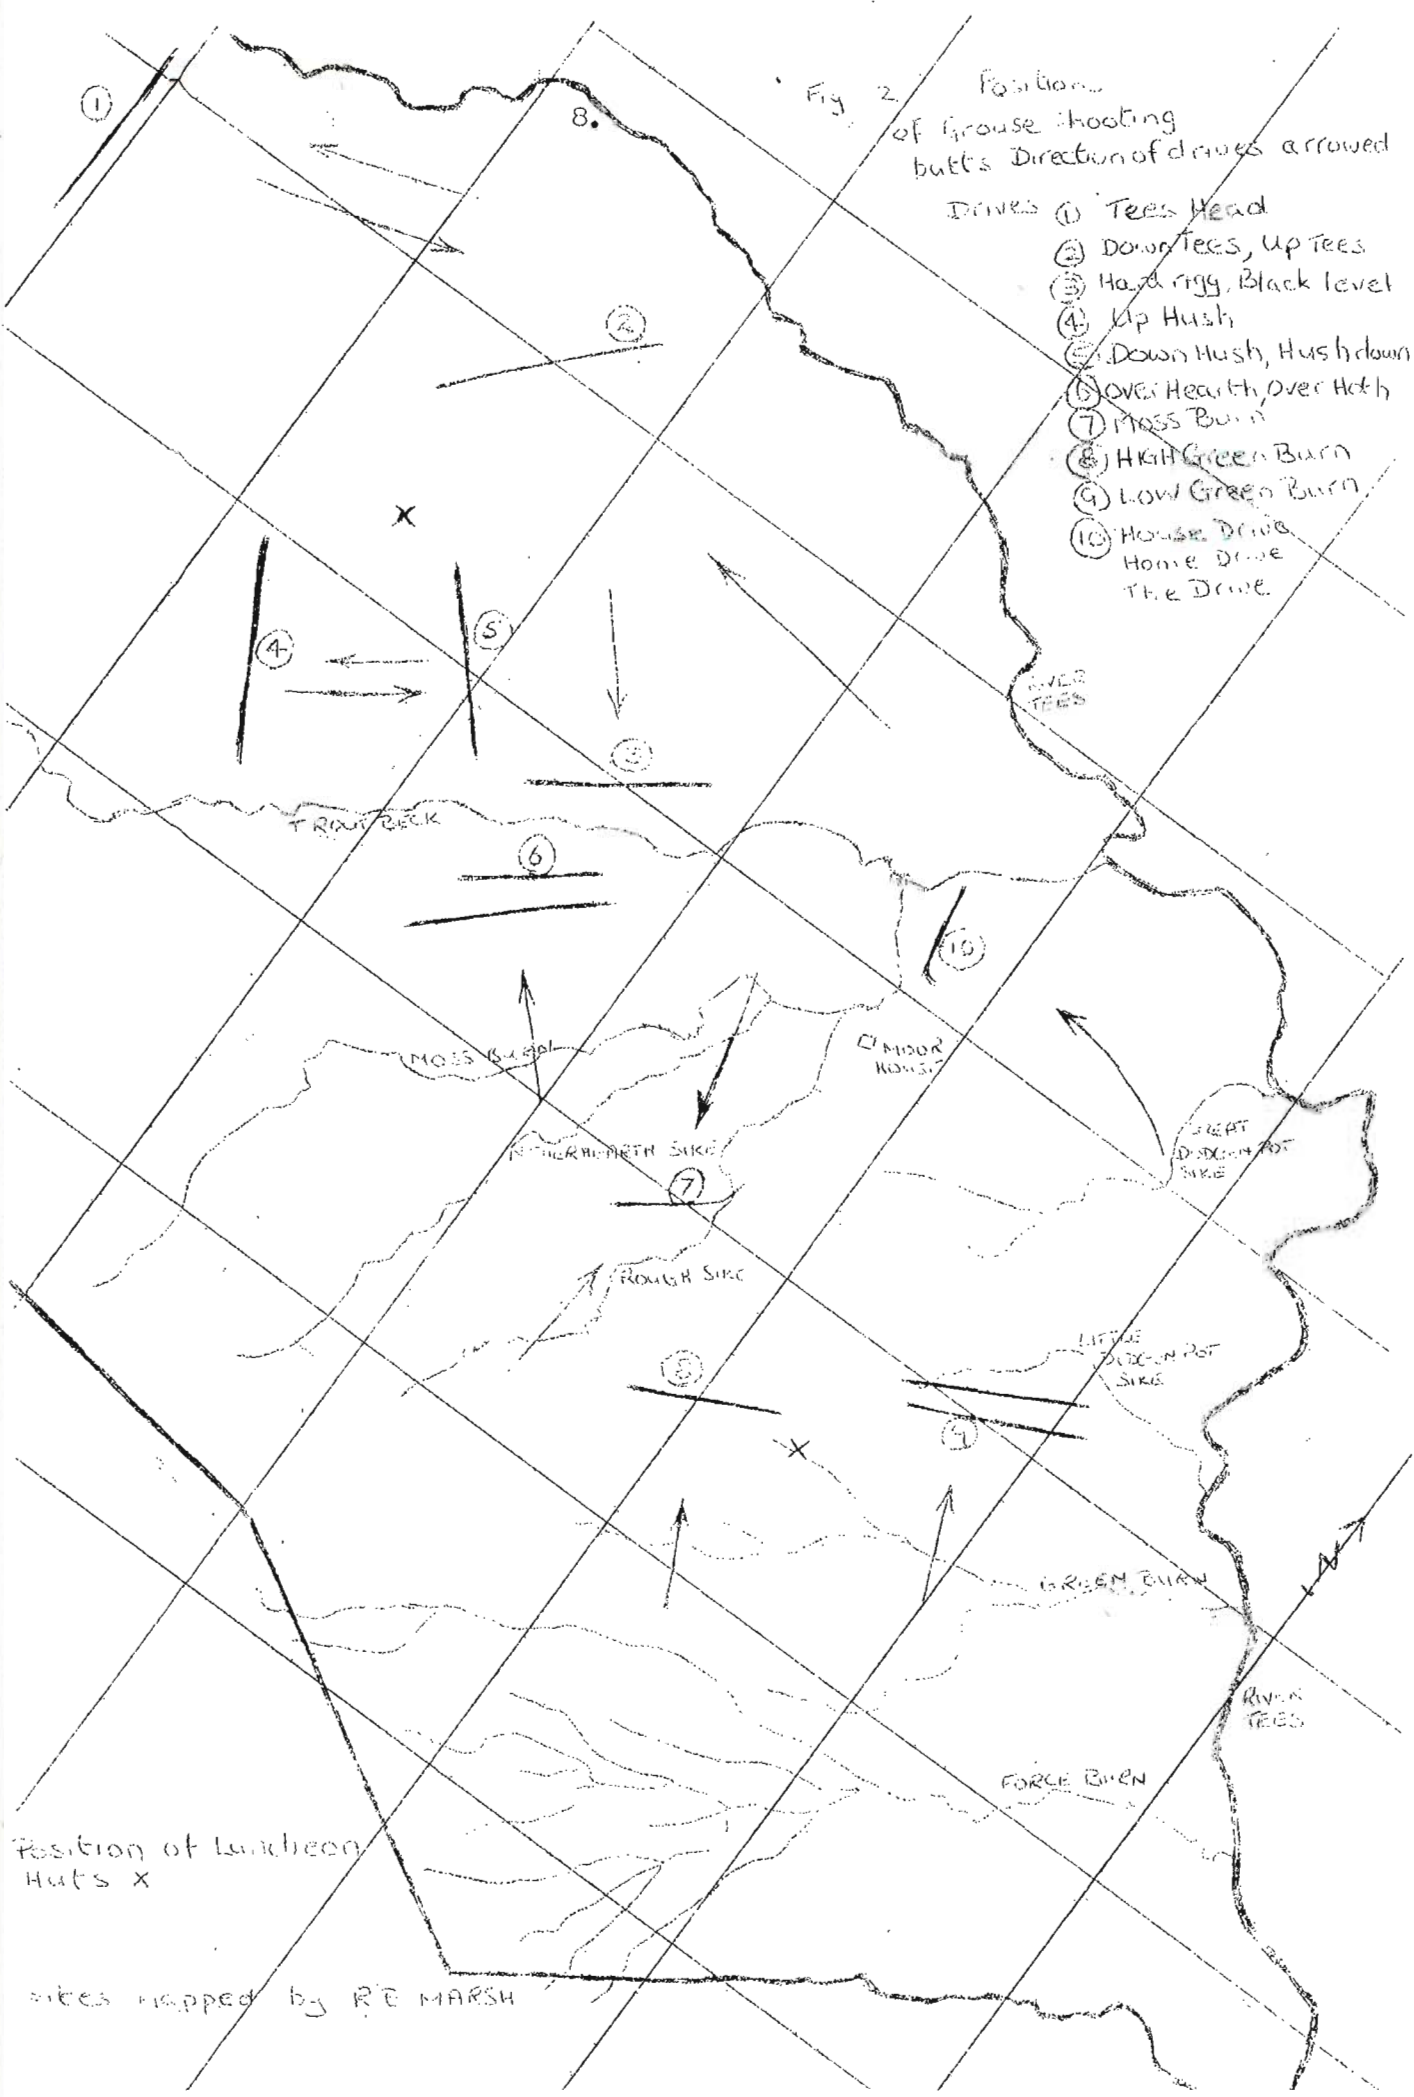 Fig 2 Positions
of Grouse Shooting
butts Direction of drives arrowed
Drives ① Tees Head
② Down Tees, Up Tees
③ Hard rigg, Black level
④ Up Hush
⑤ Down Hush, Hush down
⑥ Over Hearth, Over Hoth
⑦ Moss Burn
⑧ HIGH Green Burn
⑨ LOW Green Burn
⑩ House Drive
Home Drive
The Drive
①
8.
②
X
④
⑤
RIVER
TEES
③
TROUT BECK
⑥
⑩
MOSS BURN
MOOR
HOUSE
NETHERHEARTH SIKE
GREAT
DODGEN POT
SIKE
⑦
ROUGH SIKE
LITTLE
DODGEN POT
SIKE
⑧
⑨
X
N
GREEN BURN
RIVER
TEES
FORCE BURN
Position of Luncheon
Huts X
sikes mapped by R E MARSH